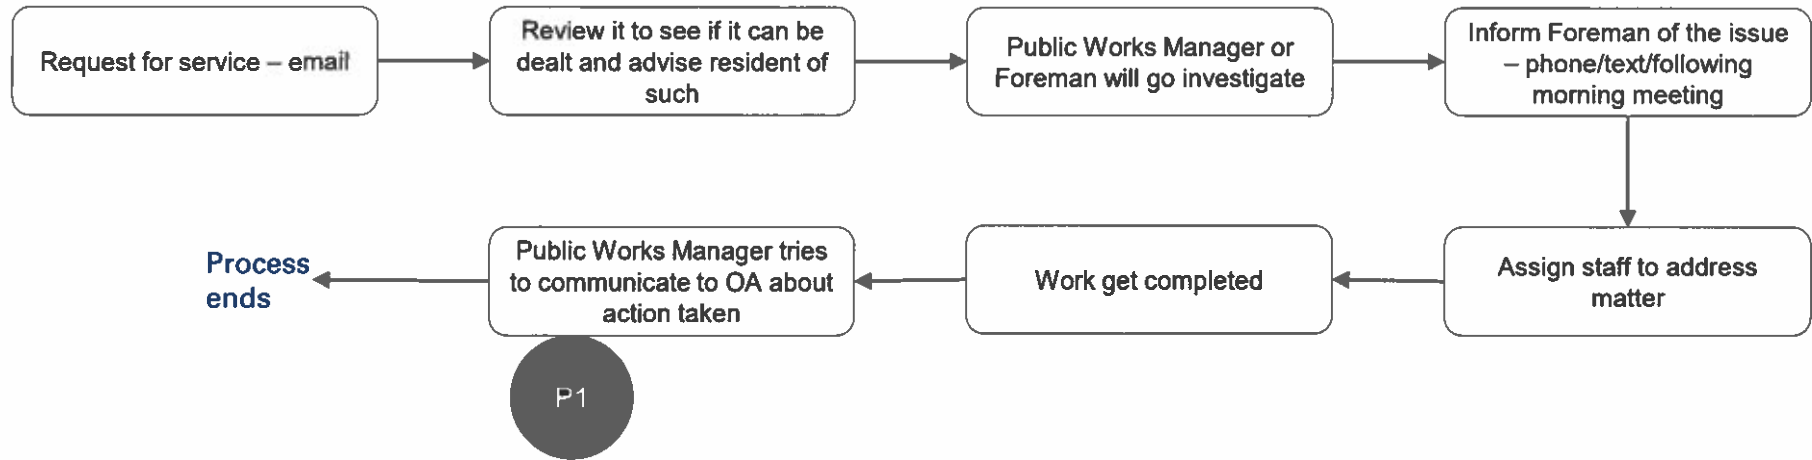 Request for service – email
Review it to see if it can be
dealt and advise resident of
such
Public Works Manager or
Foreman will go investigate
Inform Foreman of the issue
– phone/text/following
morning meeting
Assign staff to address
matter
Work get completed
Public Works Manager tries
to communicate to OA about
action taken
P1
Process
ends